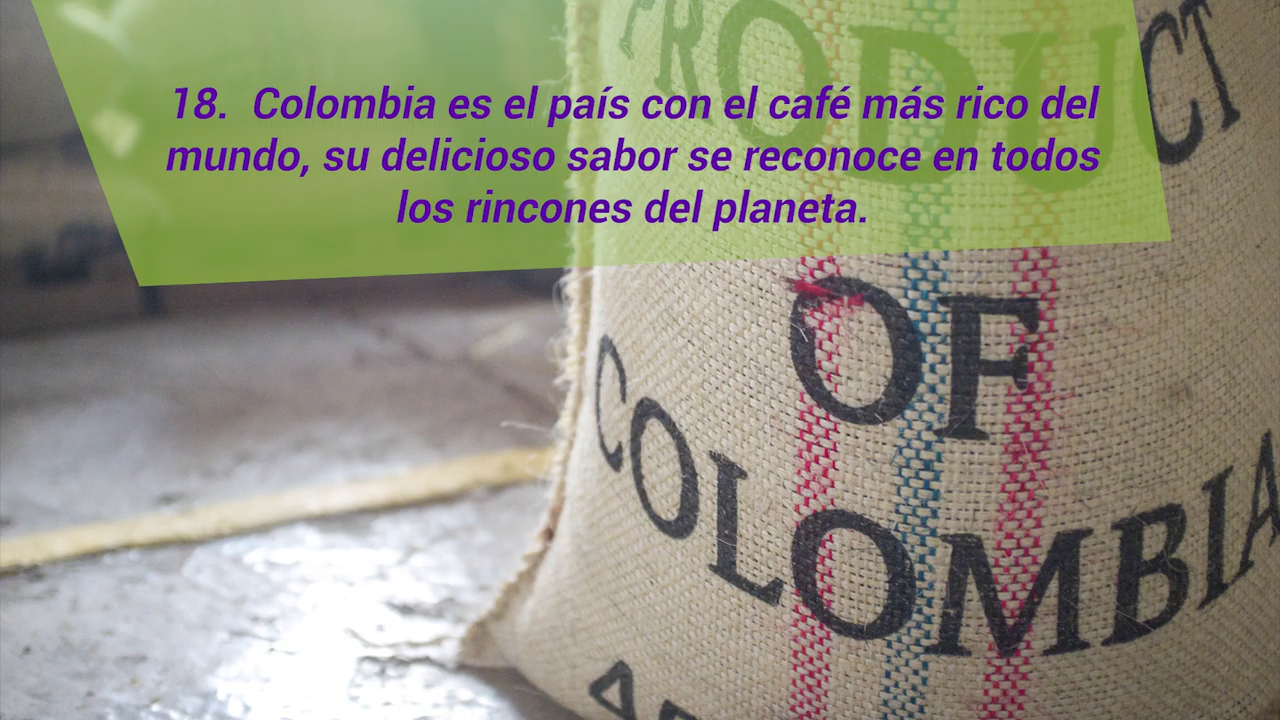 18. Colombia es el país con el café más rico del
mundo, su delicioso sabor se reconoce en todos
los rincones del planeta.
PRODUCT
OF
COLOMBIA